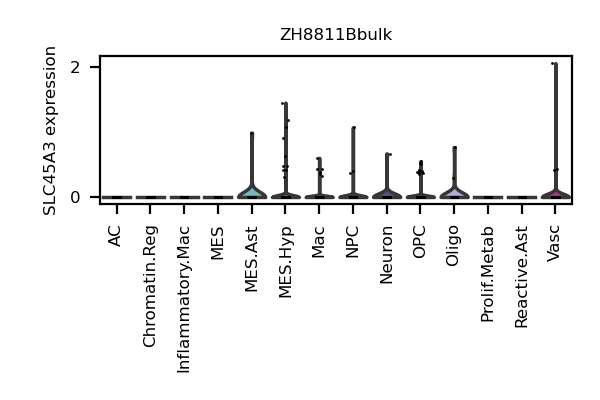 ZH8811Bbulk
SLC45A3 expression
2
0
AC
Chromatin.Reg
Inflammatory.Mac
MES
MES.Ast
MES.Hyp
Mac
NPC
Neuron
OPC
Oligo
Prolif.Metab
Reactive.Ast
Vasc